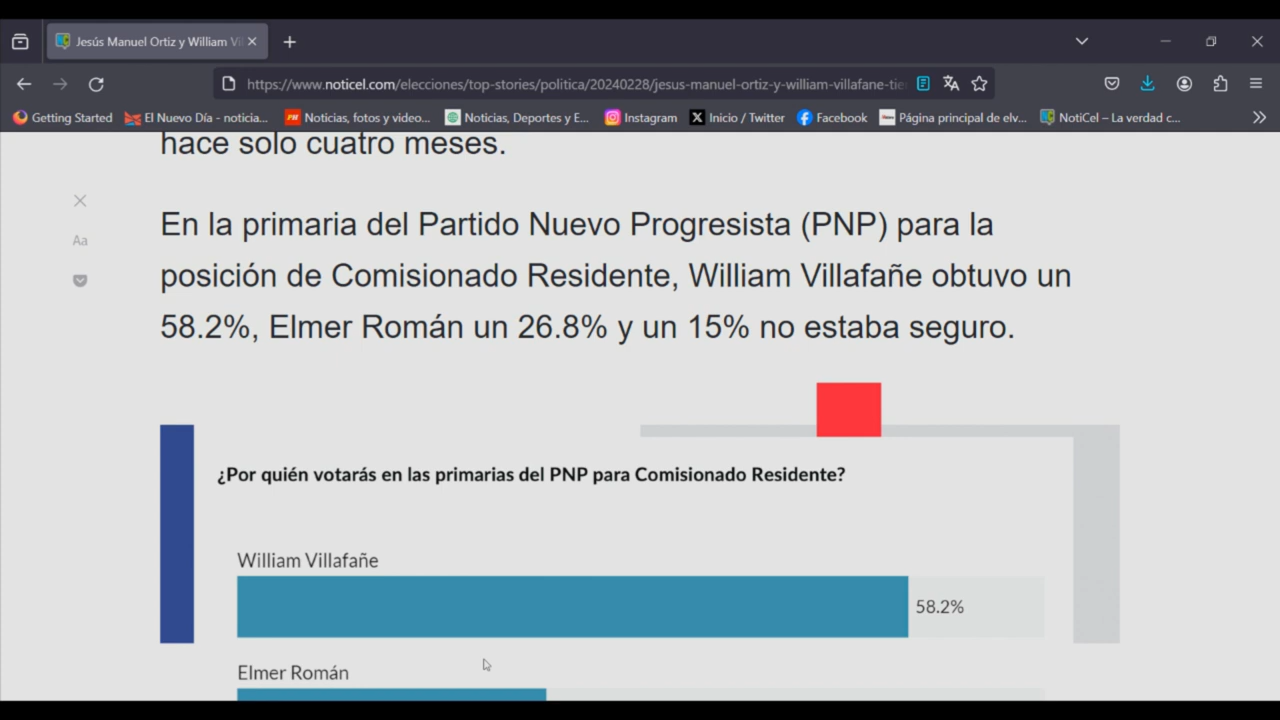 Jesús Manuel Ortiz y William Vi
https://www.noticel.com/elecciones/top-stories/politica/20240228/jesus-manuel-ortiz-y-william-villafane-tie
Getting Started
El Nuevo Día - noticia...
Noticias, fotos y video...
Noticias, Deportes y E...
Instagram
Inicio / Twitter
Facebook
Página principal de elv...
NotiCel – La verdad c...
hace solo cuatro meses.
Aa
En la primaria del Partido Nuevo Progresista (PNP) para la
posición de Comisionado Residente, William Villafañe obtuvo un
58.2%, Elmer Román un 26.8% y un 15% no estaba seguro.
¿Por quién votarás en las primarias del PNP para Comisionado Residente?
William Villafañe
58.2%
Elmer Román